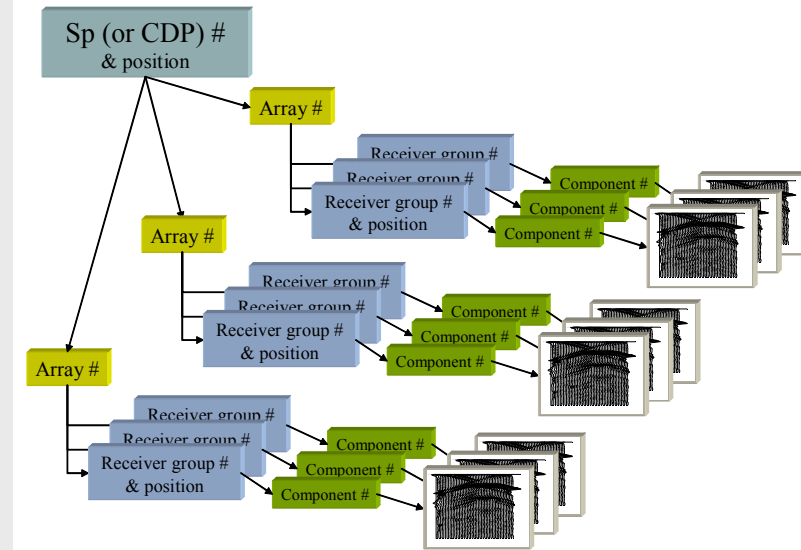 Sp (or CDP) #
& position
Array #
Receiver group #
Receiver group #
Receiver group #
& position
Component #
Component #
Component #
Array #
Receiver group #
Receiver group #
Receiver group #
& position
Component #
Component #
Component #
Array #
Receiver group #
Receiver group #
Receiver group #
& position
Component #
Component #
Component #